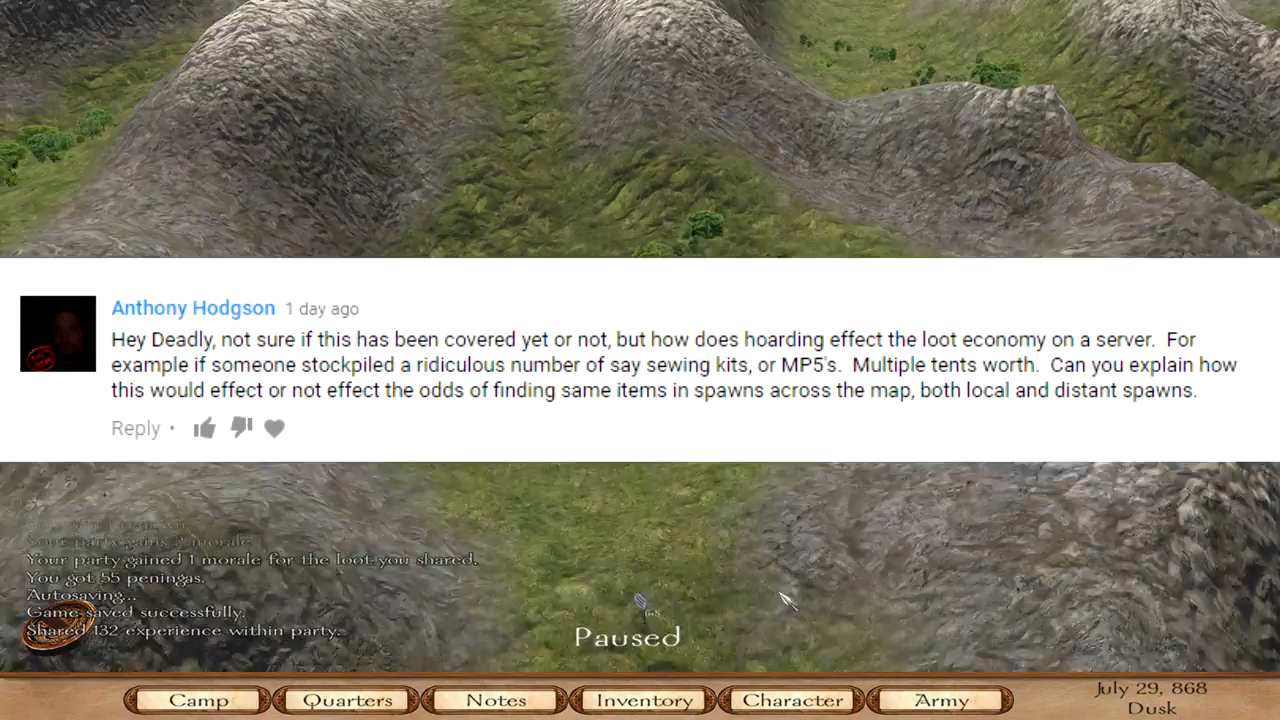 Anthony Hodgson 1 day ago
Hey Deadly, not sure if this has been covered yet or not, but how does hoarding effect the loot economy on a server. For
example if someone stockpiled a ridiculous number of say sewing kits, or MP5's. Multiple tents worth. Can you explain how
this would effect or not effect the odds of finding same items in spawns across the map, both local and distant spawns.
Reply •
Your party gains 2 morale.
Your party gained 1 morale for the loot you shared.
You got 55 peningas.
Autosaving...
Game saved successfully.
Shared 132 experience within party.
Paused
Camp Quarters Notes Inventory Character Army
July 29, 868
Dusk